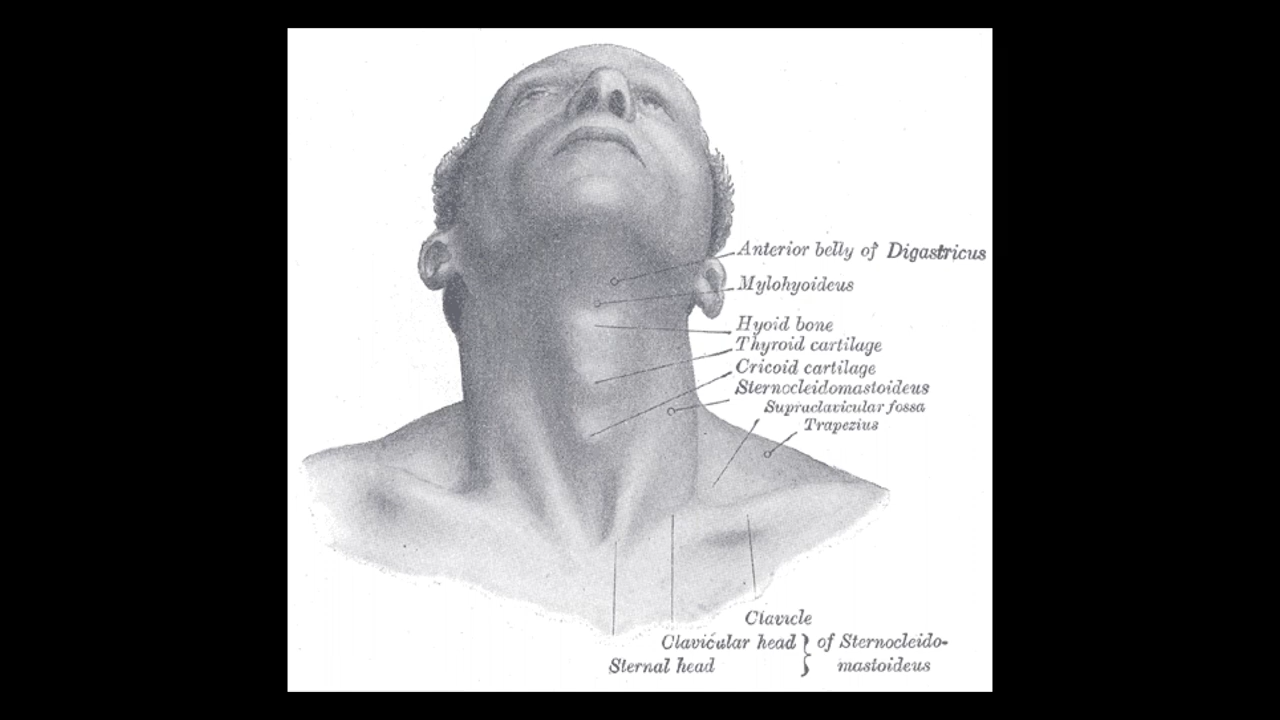 Anterior belly of Digastricus
Mylohyoideus
Hyoid bone
Thyroid cartilage
Cricoid cartilage
Sternocleidomastoideus
Supraclavicular fossa
Trapezius
Clavicle
Clavicular head } of Sternocleido-
Sternal head mastoideus